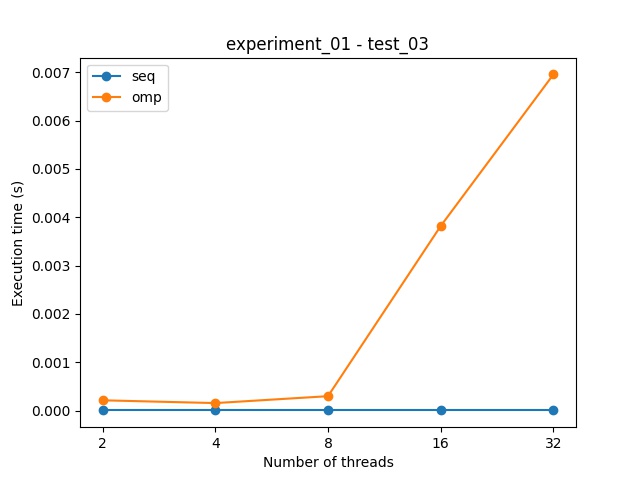 experiment_01 - test_03
seq
omp
0.007
0.006
0.005
0.004
0.003
0.002
0.001
0.000
Execution time (s)
2 4 8 16 32
Number of threads